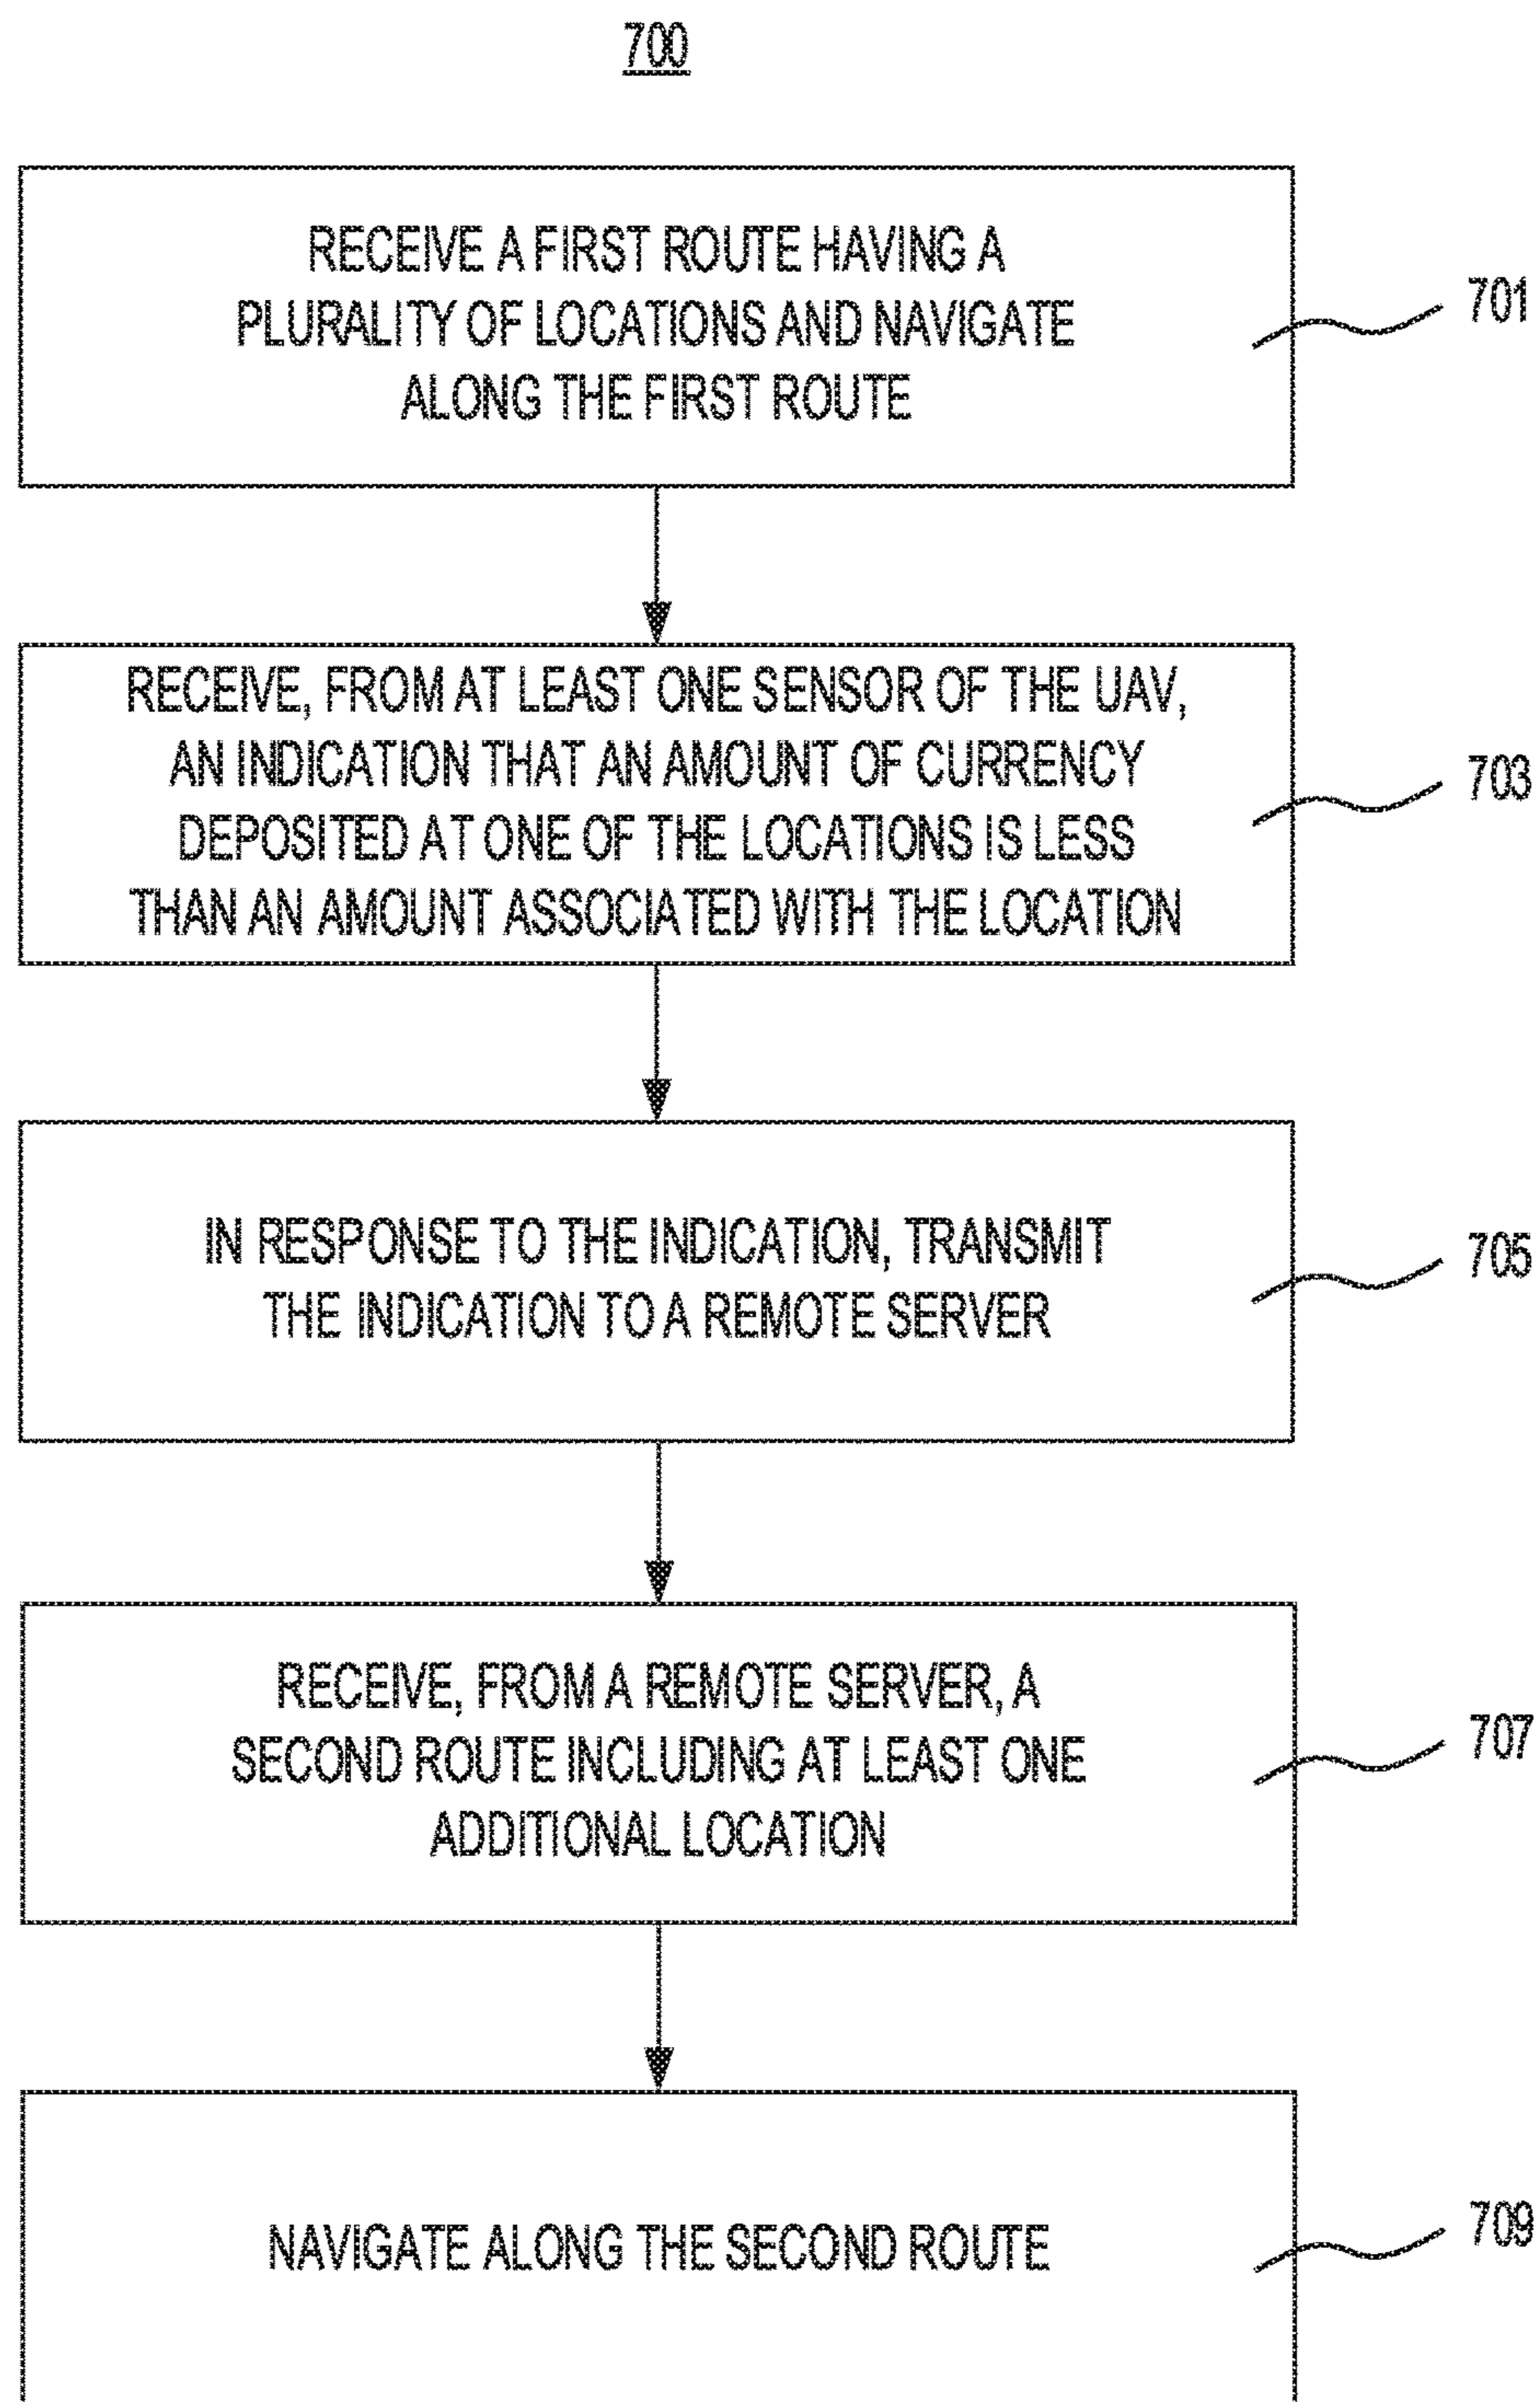 700
RECEIVE A FIRST ROUTE HAVING A
PLURALITY OF LOCATIONS AND NAVIGATE
ALONG THE FIRST ROUTE
701
RECEIVE, FROM AT LEAST ONE SENSOR OF THE UAV,
AN INDICATION THAT AN AMOUNT OF CURRENCY
DEPOSITED AT ONE OF THE LOCATIONS IS LESS
THAN AN AMOUNT ASSOCIATED WITH THE LOCATION
703
IN RESPONSE TO THE INDICATION, TRANSMIT
THE INDICATION TO A REMOTE SERVER
705
RECEIVE, FROM A REMOTE SERVER, A
SECOND ROUTE INCLUDING AT LEAST ONE
ADDITIONAL LOCATION
707
NAVIGATE ALONG THE SECOND ROUTE
709